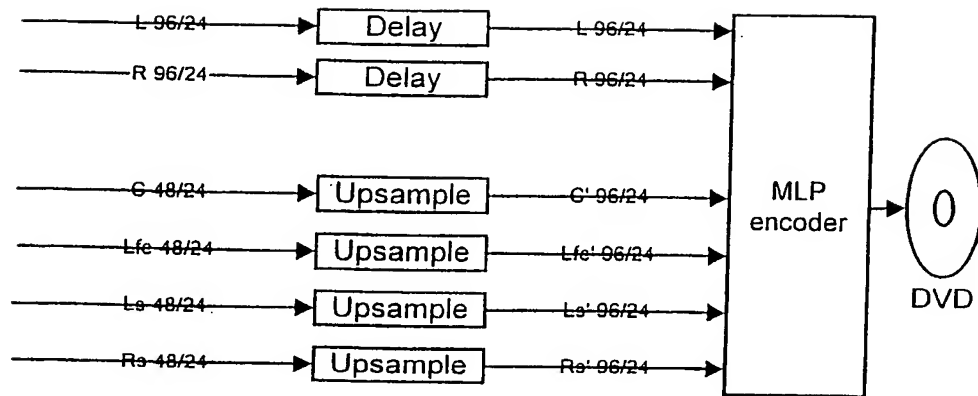 L 96/24 Delay L 96/24
R 96/24 Delay R 96/24
C 48/24 Upsample C' 96/24
MLP
encoder
Lfe 48/24 Upsample Lfe' 96/24
Ls 48/24 Upsample Ls' 96/24
DVD
Rs 48/24 Upsample Rs' 96/24